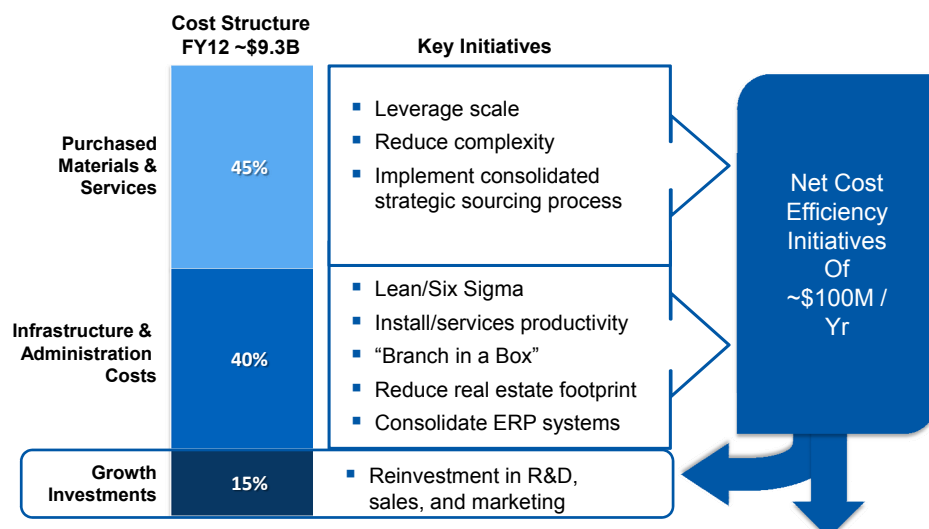 Cost Structure
FY12 ~$9.3B
Key Initiatives
Purchased
Materials &
Services
45%
▪ Leverage scale
▪ Reduce complexity
▪ Implement consolidated
strategic sourcing process
Net Cost
Efficiency
Initiatives
Of
~$100M /
Yr
Infrastructure &
Administration
Costs
40%
▪ Lean/Six Sigma
▪ Install/services productivity
▪ “Branch in a Box”
▪ Reduce real estate footprint
▪ Consolidate ERP systems
Growth
Investments
15%
▪ Reinvestment in R&D,
sales, and marketing